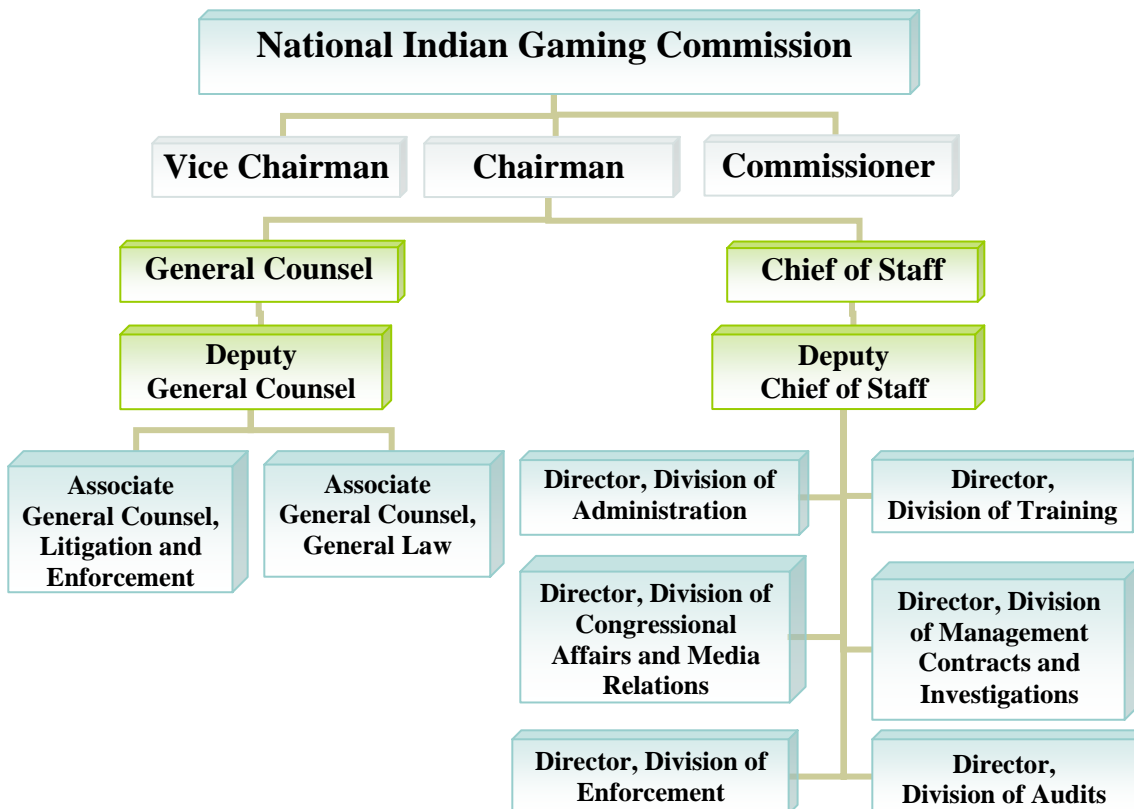 National Indian Gaming Commission
Vice Chairman
Chairman
Commissioner
General Counsel
Chief of Staff
Deputy
General Counsel
Deputy
Chief of Staff
Associate
General Counsel,
Litigation and
Enforcement
Associate
General Counsel,
General Law
Director, Division of
Administration
Director,
Division of Training
Director, Division of
Congressional
Affairs and Media
Relations
Director, Division
of Management
Contracts and
Investigations
Director, Division of
Enforcement
Director,
Division of Audits